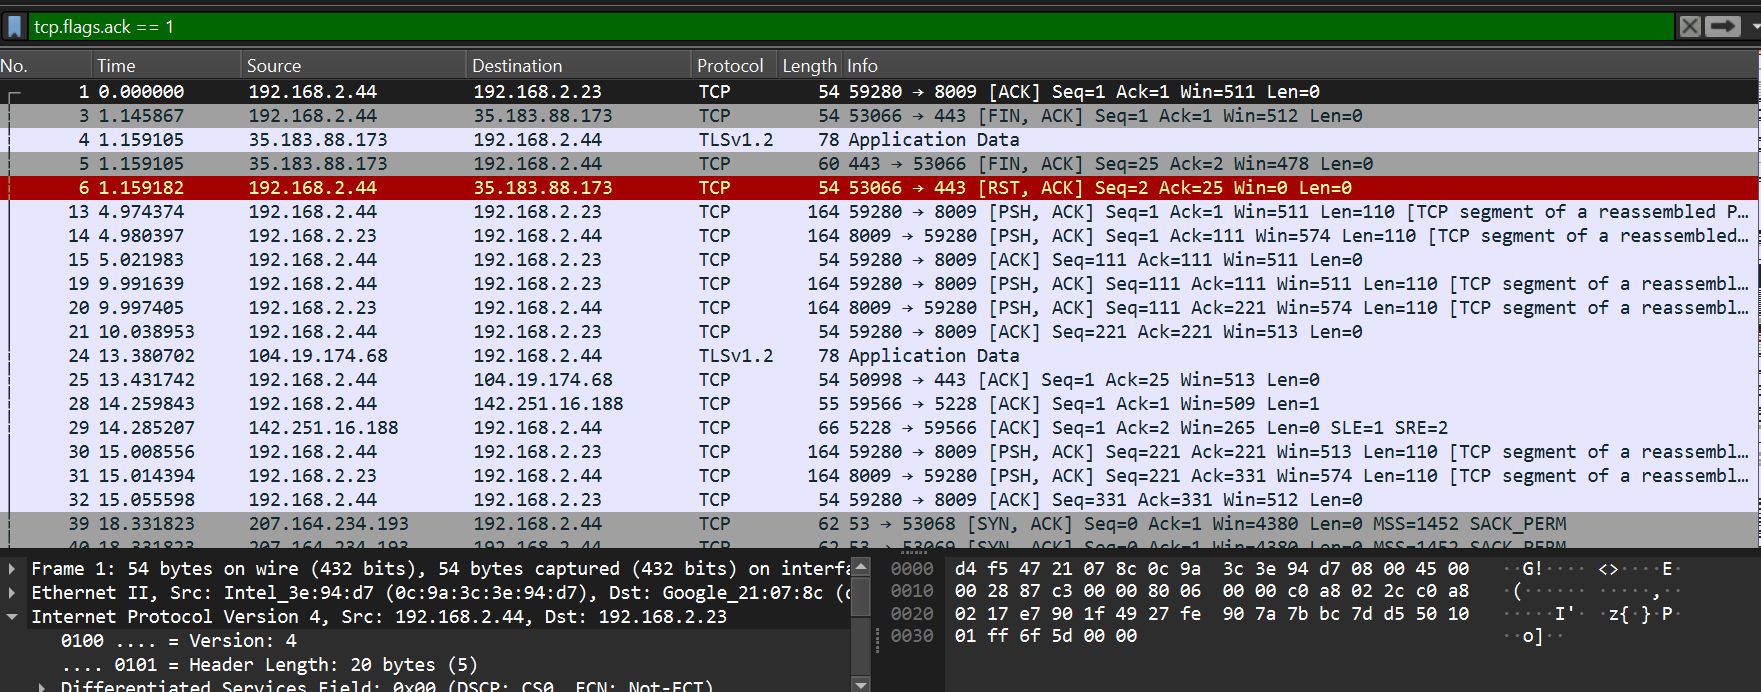 tcp.flags.ack == 1
No. Time Source Destination Protocol Length Info
1 0.000000 192.168.2.44 192.168.2.23 TCP 54 59280 → 8009 [ACK] Seq=1 Ack=1 Win=511 Len=0
3 1.145867 192.168.2.44 35.183.88.173 TCP 54 53066 → 443 [FIN, ACK] Seq=1 Ack=1 Win=512 Len=0
4 1.159105 35.183.88.173 192.168.2.44 TLSv1.2 78 Application Data
5 1.159105 35.183.88.173 192.168.2.44 TCP 60 443 → 53066 [FIN, ACK] Seq=25 Ack=2 Win=478 Len=0
6 1.159182 192.168.2.44 35.183.88.173 TCP 54 53066 → 443 [RST, ACK] Seq=2 Ack=25 Win=0 Len=0
13 4.974374 192.168.2.44 192.168.2.23 TCP 164 59280 → 8009 [PSH, ACK] Seq=1 Ack=1 Win=511 Len=110 [TCP segment of a reassembled P…
14 4.980397 192.168.2.23 192.168.2.44 TCP 164 8009 → 59280 [PSH, ACK] Seq=1 Ack=111 Win=574 Len=110 [TCP segment of a reassembled…
15 5.021983 192.168.2.44 192.168.2.23 TCP 54 59280 → 8009 [ACK] Seq=111 Ack=111 Win=511 Len=0
19 9.991639 192.168.2.44 192.168.2.23 TCP 164 59280 → 8009 [PSH, ACK] Seq=111 Ack=111 Win=511 Len=110 [TCP segment of a reassembl…
20 9.997405 192.168.2.23 192.168.2.44 TCP 164 8009 → 59280 [PSH, ACK] Seq=111 Ack=221 Win=574 Len=110 [TCP segment of a reassembl…
21 10.038953 192.168.2.44 192.168.2.23 TCP 54 59280 → 8009 [ACK] Seq=221 Ack=221 Win=513 Len=0
24 13.380702 104.19.174.68 192.168.2.44 TLSv1.2 78 Application Data
25 13.431742 192.168.2.44 104.19.174.68 TCP 54 50998 → 443 [ACK] Seq=1 Ack=25 Win=513 Len=0
28 14.259843 192.168.2.44 142.251.16.188 TCP 55 59566 → 5228 [ACK] Seq=1 Ack=1 Win=509 Len=1
29 14.285207 142.251.16.188 192.168.2.44 TCP 66 5228 → 59566 [ACK] Seq=1 Ack=2 Win=265 Len=0 SLE=1 SRE=2
30 15.008556 192.168.2.44 192.168.2.23 TCP 164 59280 → 8009 [PSH, ACK] Seq=221 Ack=221 Win=513 Len=110 [TCP segment of a reassembl…
31 15.014394 192.168.2.23 192.168.2.44 TCP 164 8009 → 59280 [PSH, ACK] Seq=221 Ack=331 Win=574 Len=110 [TCP segment of a reassembl…
32 15.055598 192.168.2.44 192.168.2.23 TCP 54 59280 → 8009 [ACK] Seq=331 Ack=331 Win=512 Len=0
39 18.331823 207.164.234.193 192.168.2.44 TCP 62 53 → 53068 [SYN, ACK] Seq=0 Ack=1 Win=4380 Len=0 MSS=1452 SACK_PERM
40 18.331823 207.164.234.193 192.168.2.44 TCP 62 53 → 53069 [SYN, ACK] Seq=0 Ack=1 Win=4380 Len=0 MSS=1452 SACK_PERM
Frame 1: 54 bytes on wire (432 bits), 54 bytes captured (432 bits) on interfa
Ethernet II, Src: Intel_3e:94:d7 (0c:9a:3c:3e:94:d7), Dst: Google_21:07:8c (
Internet Protocol Version 4, Src: 192.168.2.44, Dst: 192.168.2.23
0100 .... = Version: 4
.... 0101 = Header Length: 20 bytes (5)
Differentiated Services Field: 0x00 (DSCP: CS0, ECN: Not-ECT)
0000 d4 f5 47 21 07 8c 0c 9a 3c 3e 94 d7 08 00 45 00 ··G!···· <>····E·
0010 00 28 87 c3 00 00 80 06 00 00 c0 a8 02 2c c0 a8 ·(······ ·····,··
0020 02 17 e7 90 1f 49 27 fe 90 7a 7b bc 7d d5 50 10 ·····I'· ·z{·}·P·
0030 01 ff 6f 5d 00 00 ··o]··